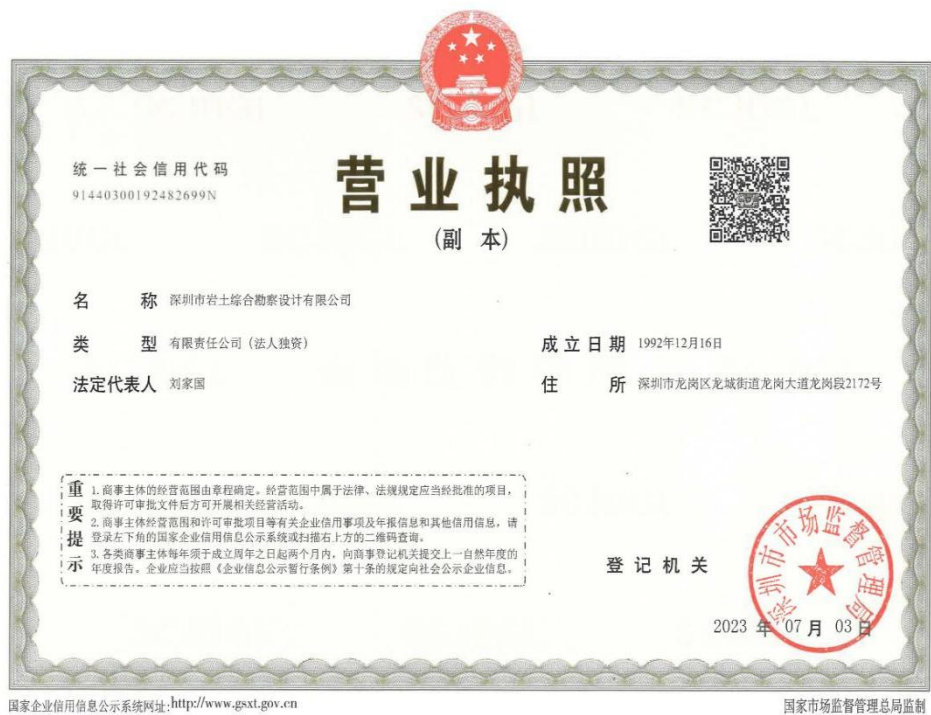 统一社会信用代码
91440300192482699N
营业执照
(副 本)
名 称 深圳市岩土综合勘察设计有限公司
类 型 有限责任公司（法人独资）
成立日期 1992年12月16日
法定代表人 刘家国
住 所 深圳市龙岗区龙城街道龙岗大道龙岗段2172号
重要提示
1. 商事主体的经营范围由章程确定。经营范围中属于法律、法规规定应当经批准的项目，
取得许可审批文件后方可开展相关经营活动。
2. 商事主体经营范围和许可审批项目等有关企业信用事项及年报信息和其他信用信息，请
登录左下角的国家企业信用信息公示系统或扫描右上方的二维码查询。
3. 各类商事主体每年须于成立周年之日起两个月内，向商事登记机关提交上一自然年度的
年度报告。企业应当按照《企业信息公示暂行条例》第十条的规定向社会公示企业信息。
登记机关
深圳市市场监督管理局
2023 年 07 月 03 日
国家企业信用信息公示系统网址:http://www.gsxt.gov.cn
国家市场监督管理总局监制